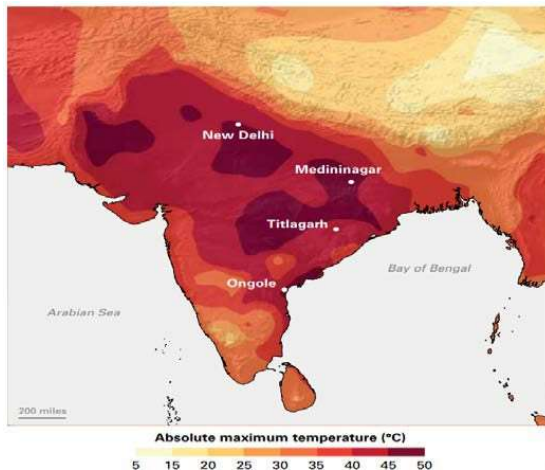 New Delhi
Medininagar
Titlagarh
Ongole
Bay of Bengal
Arabian Sea
200 miles
Absolute maximum temperature (°C)
5 15 20 25 30 35 40 45 50